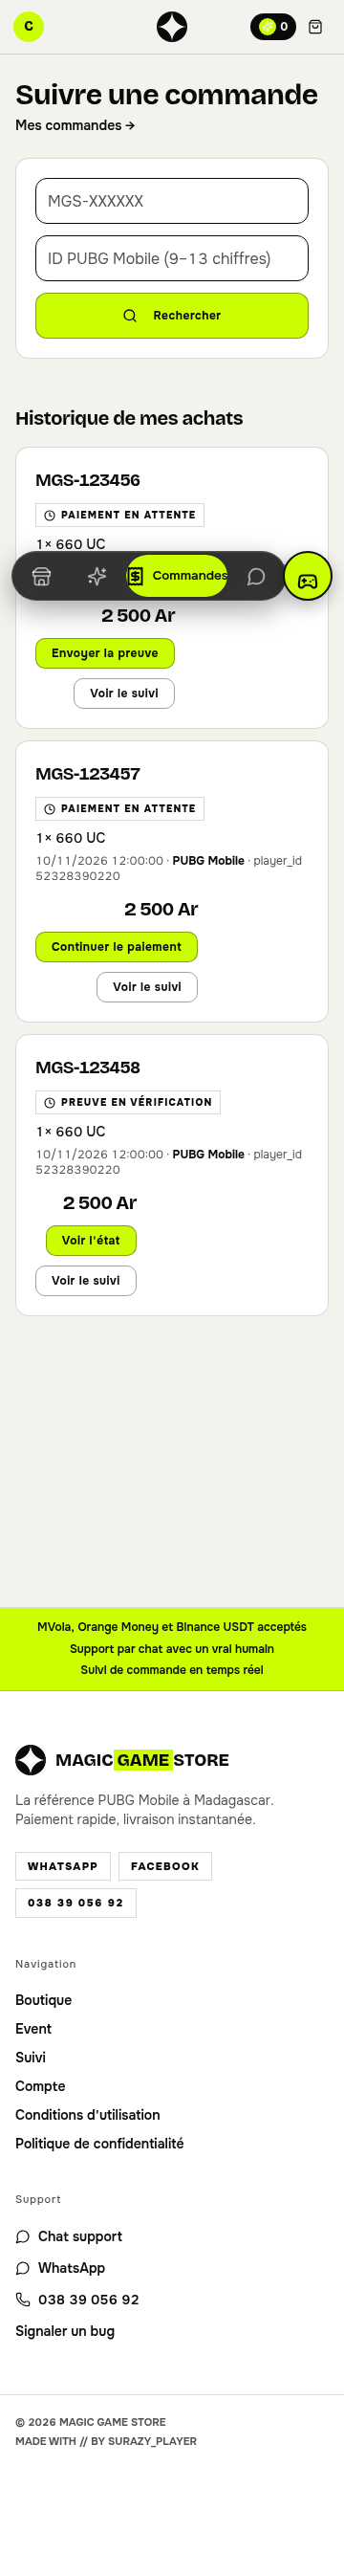 C
0
Suivre une commande
Mes commandes →
MGS-XXXXXX
ID PUBG Mobile (9–13 chiffres)
Rechercher
Historique de mes achats
MGS-123456
PAIEMENT EN ATTENTE
1× 660 UC
Commandes
2 500 Ar
Envoyer la preuve
Voir le suivi
MGS-123457
PAIEMENT EN ATTENTE
1× 660 UC
10/11/2026 12:00:00 · PUBG Mobile · player_id
52328390220
2 500 Ar
Continuer le paiement
Voir le suivi
MGS-123458
PREUVE EN VÉRIFICATION
1× 660 UC
10/11/2026 12:00:00 · PUBG Mobile · player_id
52328390220
2 500 Ar
Voir l'état
Voir le suivi
MVola, Orange Money et Binance USDT acceptés
Support par chat avec un vrai humain
Suivi de commande en temps réel
MAGIC GAME STORE
La référence PUBG Mobile à Madagascar.
Paiement rapide, livraison instantanée.
WHATSAPP
FACEBOOK
038 39 056 92
Navigation
Boutique
Event
Suivi
Compte
Conditions d'utilisation
Politique de confidentialité
Support
Chat support
WhatsApp
038 39 056 92
Signaler un bug
© 2026 MAGIC GAME STORE
MADE WITH // BY SURAZY_PLAYER